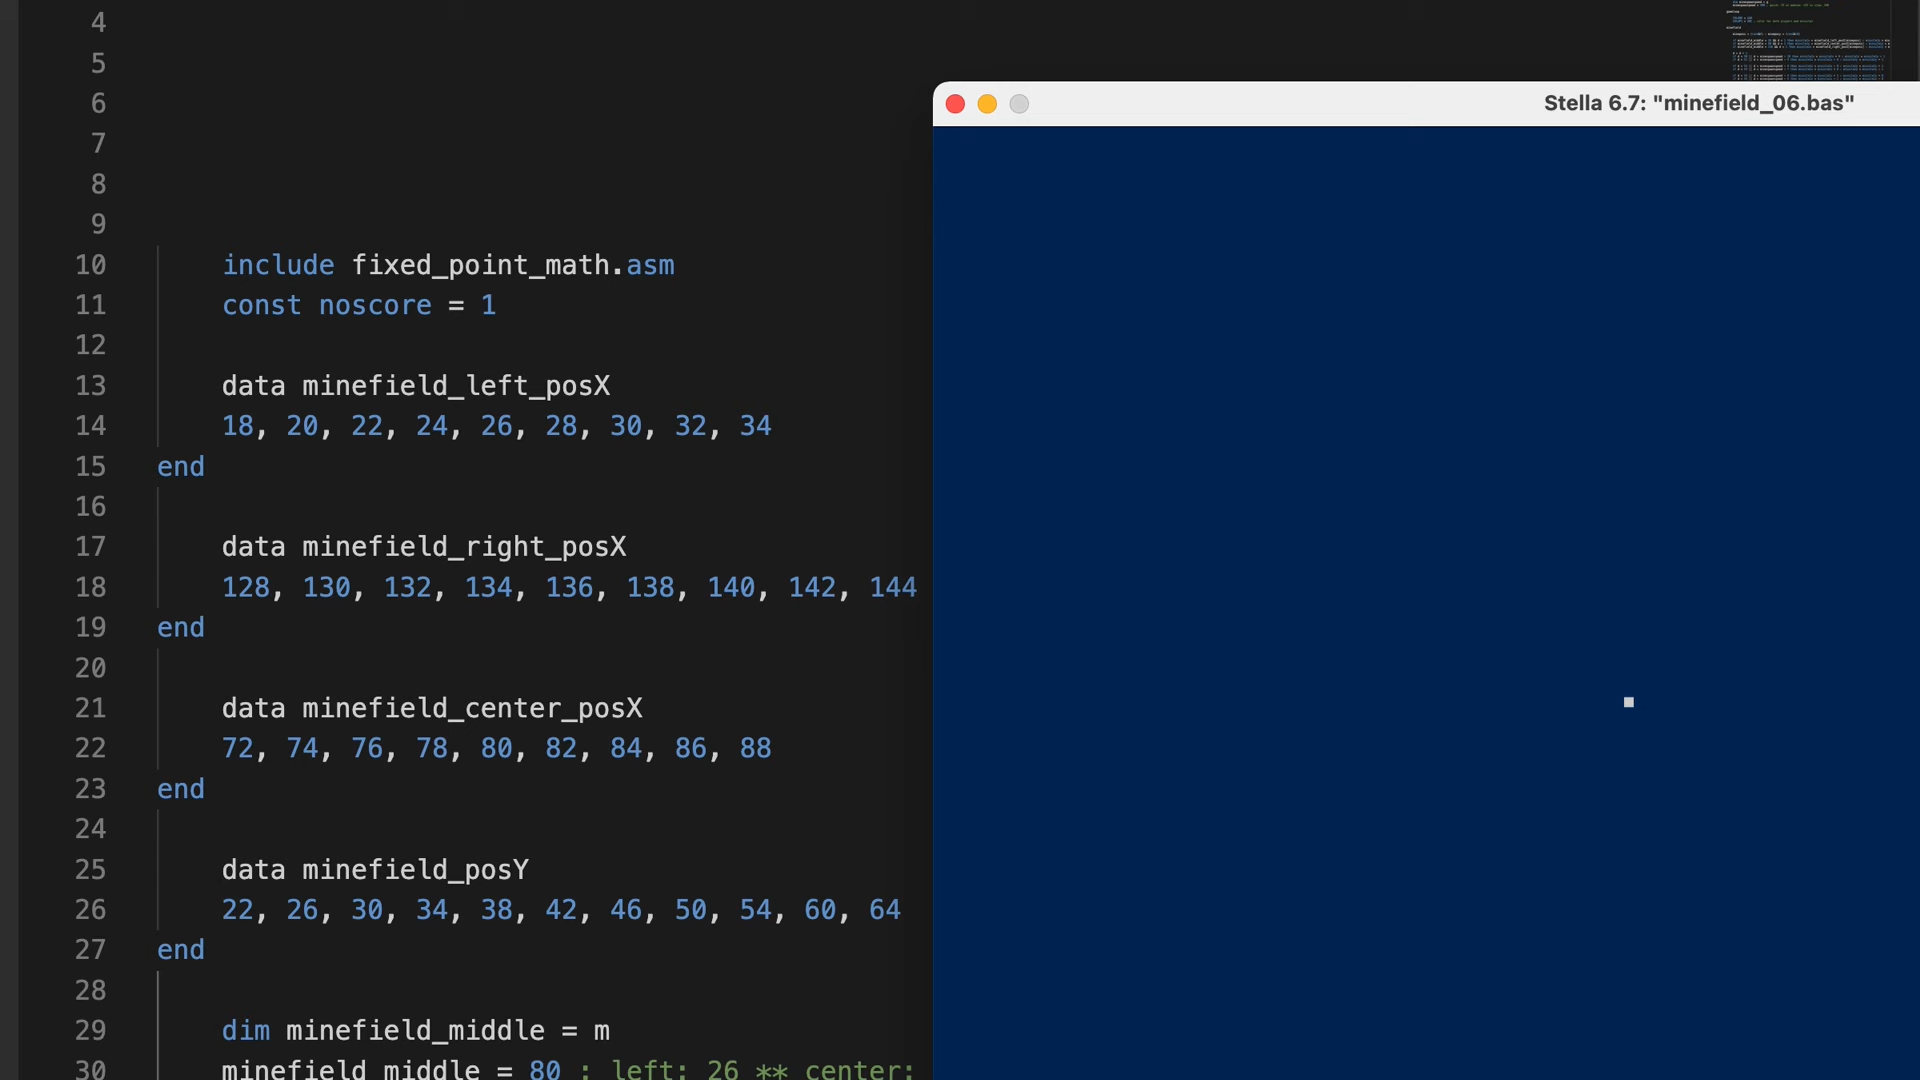 4
5
6
Stella 6.7: "minefield_06.bas"
7
8
9
10 include fixed_point_math.asm
11 const noscore = 1
12
13 data minefield_left_posX
14 18, 20, 22, 24, 26, 28, 30, 32, 34
15 end
16
17 data minefield_right_posX
18 128, 130, 132, 134, 136, 138, 140, 142, 144
19 end
20
21 data minefield_center_posX
22 72, 74, 76, 78, 80, 82, 84, 86, 88
23 end
24
25 data minefield_posY
26 22, 26, 30, 34, 38, 42, 46, 50, 54, 60, 64
27 end
28
29 dim minefield_middle = m
30 minefield_middle = 80 ; left: 26 ** center: